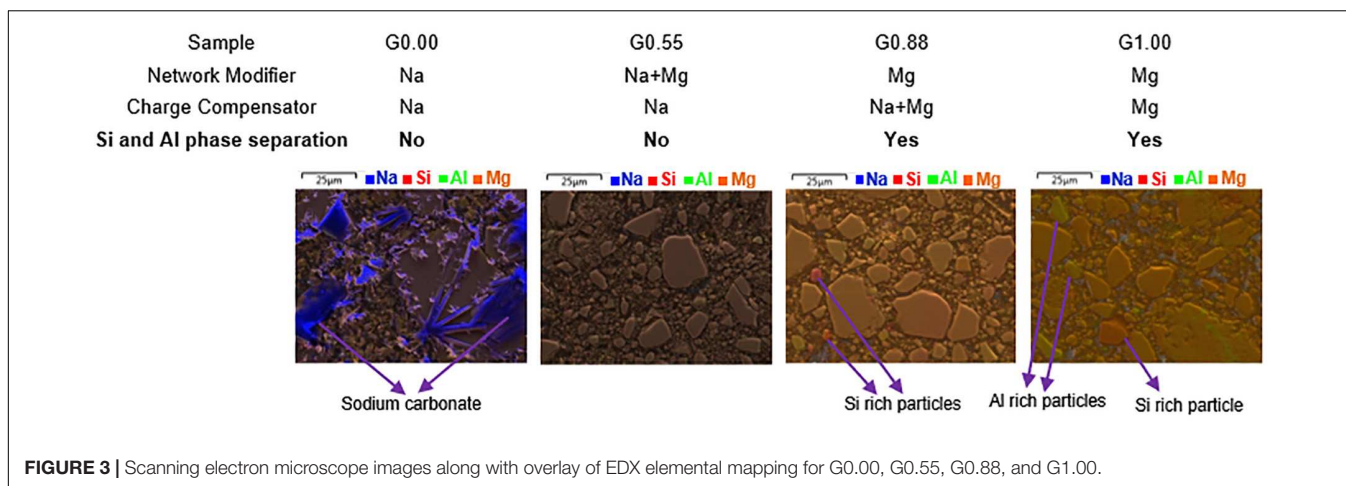 Sample G0.00 G0.55 G0.88 G1.00
Network Modifier Na Na+Mg Mg Mg
Charge Compensator Na Na Na+Mg Mg
Si and Al phase separation No No Yes Yes
25µm Na Si Al Mg 25µm Na Si Al Mg 25µm Na Si Al Mg 25µm Na Si Al Mg
Sodium carbonate Si rich particles Al rich particles Si rich particle
FIGURE 3 | Scanning electron microscope images along with overlay of EDX elemental mapping for G0.00, G0.55, G0.88, and G1.00.